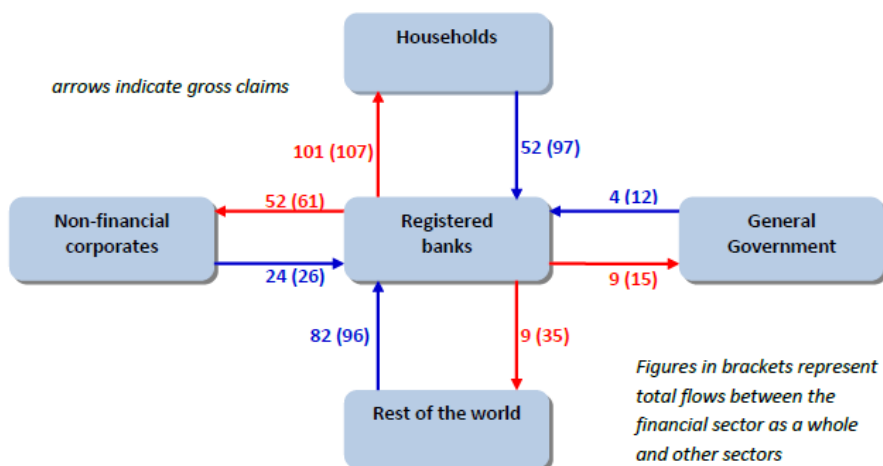 Households
arrows indicate gross claims
101 (107)
52 (97)
52 (61)
4 (12)
Non-financial
corporates
Registered
banks
General
Government
24 (26)
9 (15)
82 (96)
9 (35)
Figures in brackets represent
total flows between the
financial sector as a whole
and other sectors
Rest of the world